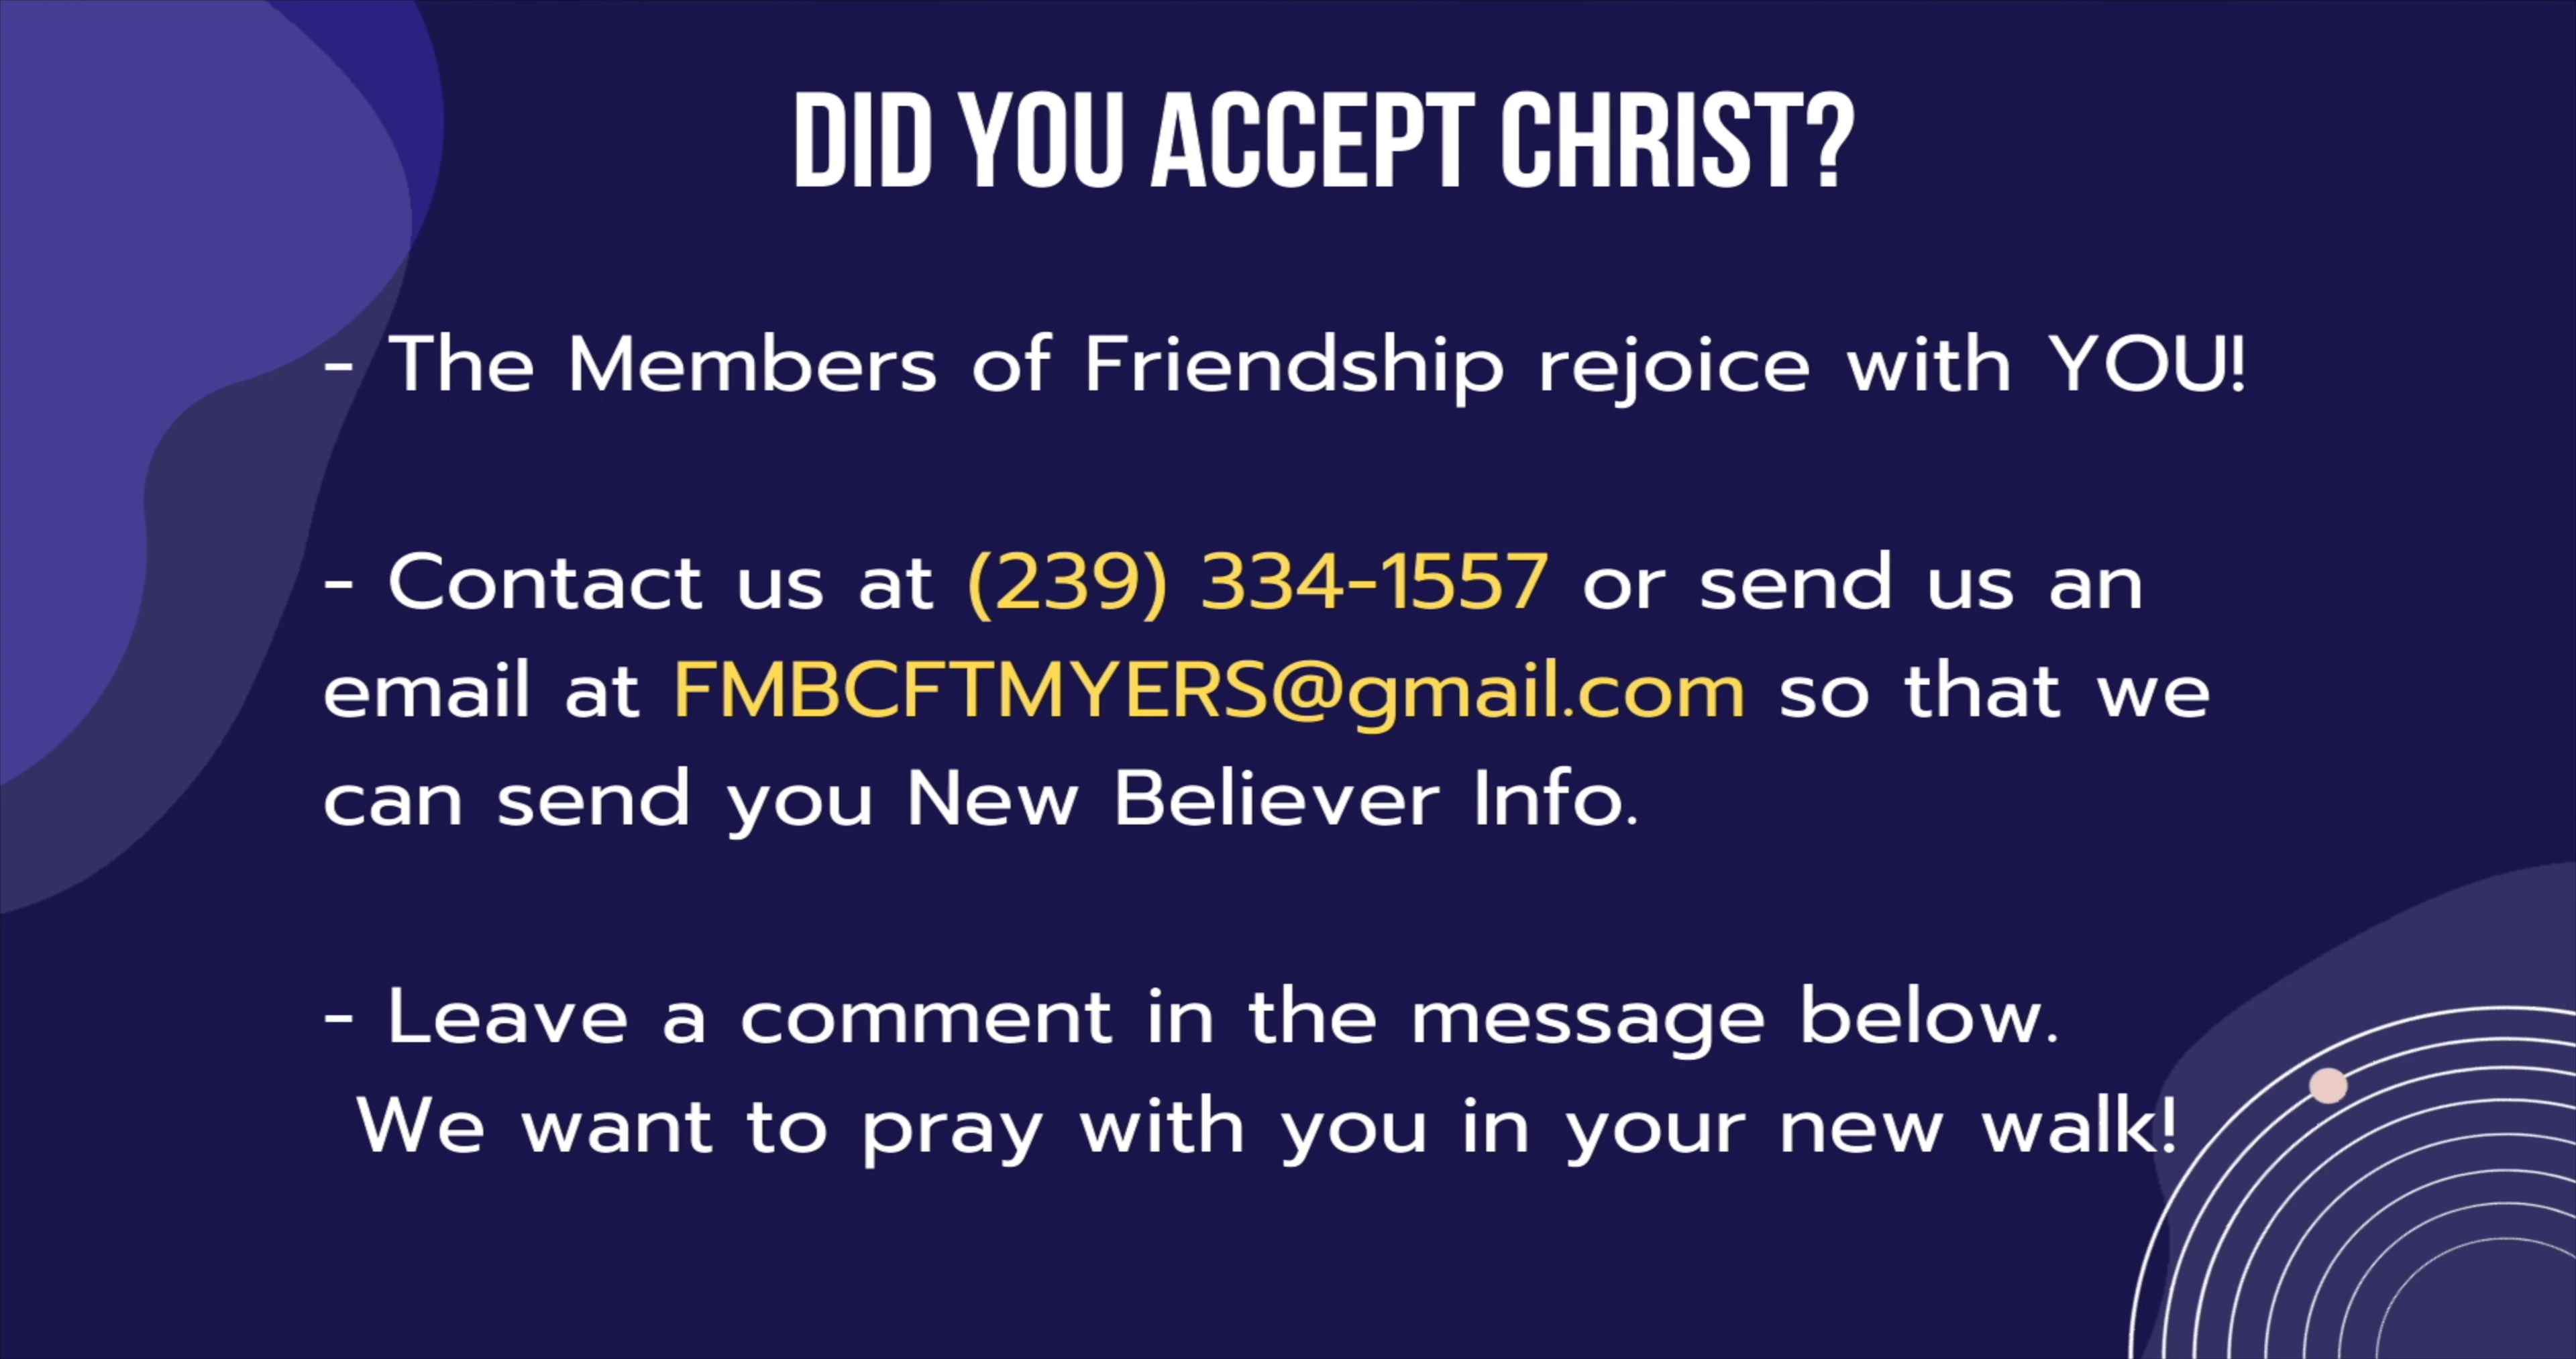 DID YOU ACCEPT CHRIST?
- The Members of Friendship rejoice with YOU!
- Contact us at (239) 334-1557 or send us an
email at FMBCFTMYERS@gmail.com so that we
can send you New Believer Info.
- Leave a comment in the message below.
We want to pray with you in your new walk!